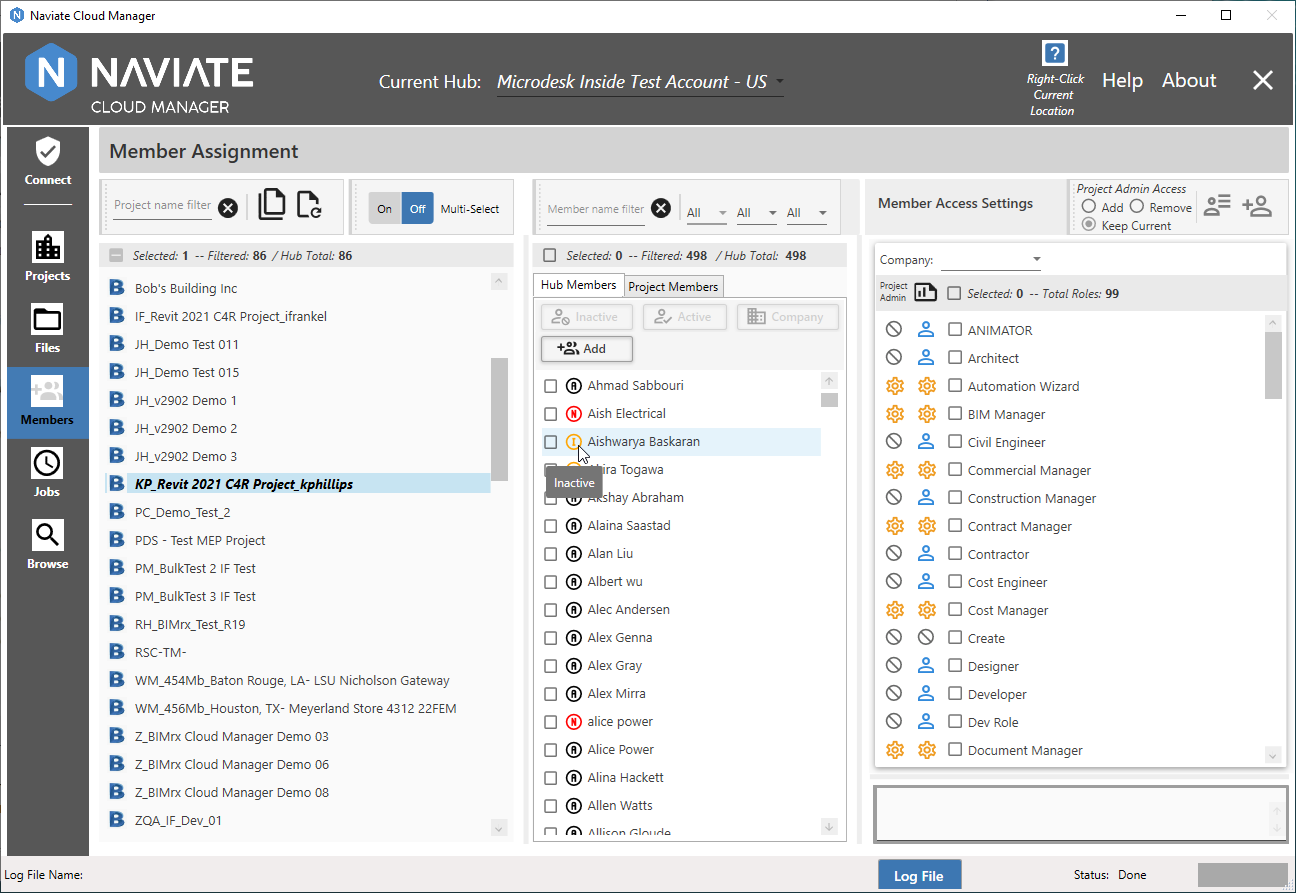 Naviate Cloud Manager
NAVIATE
CLOUD MANAGER
Current Hub: Microdesk Inside Test Account - US
?
Right-Click
Current
Location
Help
About
Connect
Projects
Files
Members
Jobs
Browse
Member Assignment
Project name filter
On
Off
Multi-Select
Selected: 1 -- Filtered: 86 / Hub Total: 86
Bob's Building Inc
IF_Revit 2021 C4R Project_ifrankel
JH_Demo Test 011
JH_Demo Test 015
JH_v2902 Demo 1
JH_v2902 Demo 2
JH_v2902 Demo 3
KP_Revit 2021 C4R Project_kphillips
PC_Demo_Test_2
PDS - Test MEP Project
PM_BulkTest 2 IF Test
PM_BulkTest 3 IF Test
RH_BIMrx_Test_R19
RSC-TM-
WM_454Mb_Baton Rouge, LA- LSU Nicholson Gateway
WM_456Mb_Houston, TX- Meyerland Store 4312 22FEM
Z_BIMrx Cloud Manager Demo 03
Z_BIMrx Cloud Manager Demo 06
Z_BIMrx Cloud Manager Demo 08
ZQA_IF_Dev_01
Member name filter
All
All
All
Selected: 0 -- Filtered: 498 / Hub Total: 498
Hub Members
Project Members
Inactive
Active
Company
Add
A Ahmad Sabbouri
N Aish Electrical
I Aishwarya Baskaran
Togawa
Inactive
Akshay Abraham
A Alaina Saastad
A Alan Liu
A Albert wu
A Alec Andersen
A Alex Genna
A Alex Gray
A Alex Mirra
N alice power
A Alice Power
A Alina Hackett
A Allen Watts
Allison Gloude
Member Access Settings
Project Admin Access
Add
Remove
Keep Current
Company:
Project
Admin
Selected: 0 -- Total Roles: 99
ANIMATOR
Architect
Automation Wizard
BIM Manager
Civil Engineer
Commercial Manager
Construction Manager
Contract Manager
Contractor
Cost Engineer
Cost Manager
Create
Designer
Developer
Dev Role
Document Manager
Log File Name:
Log File
Status: Done